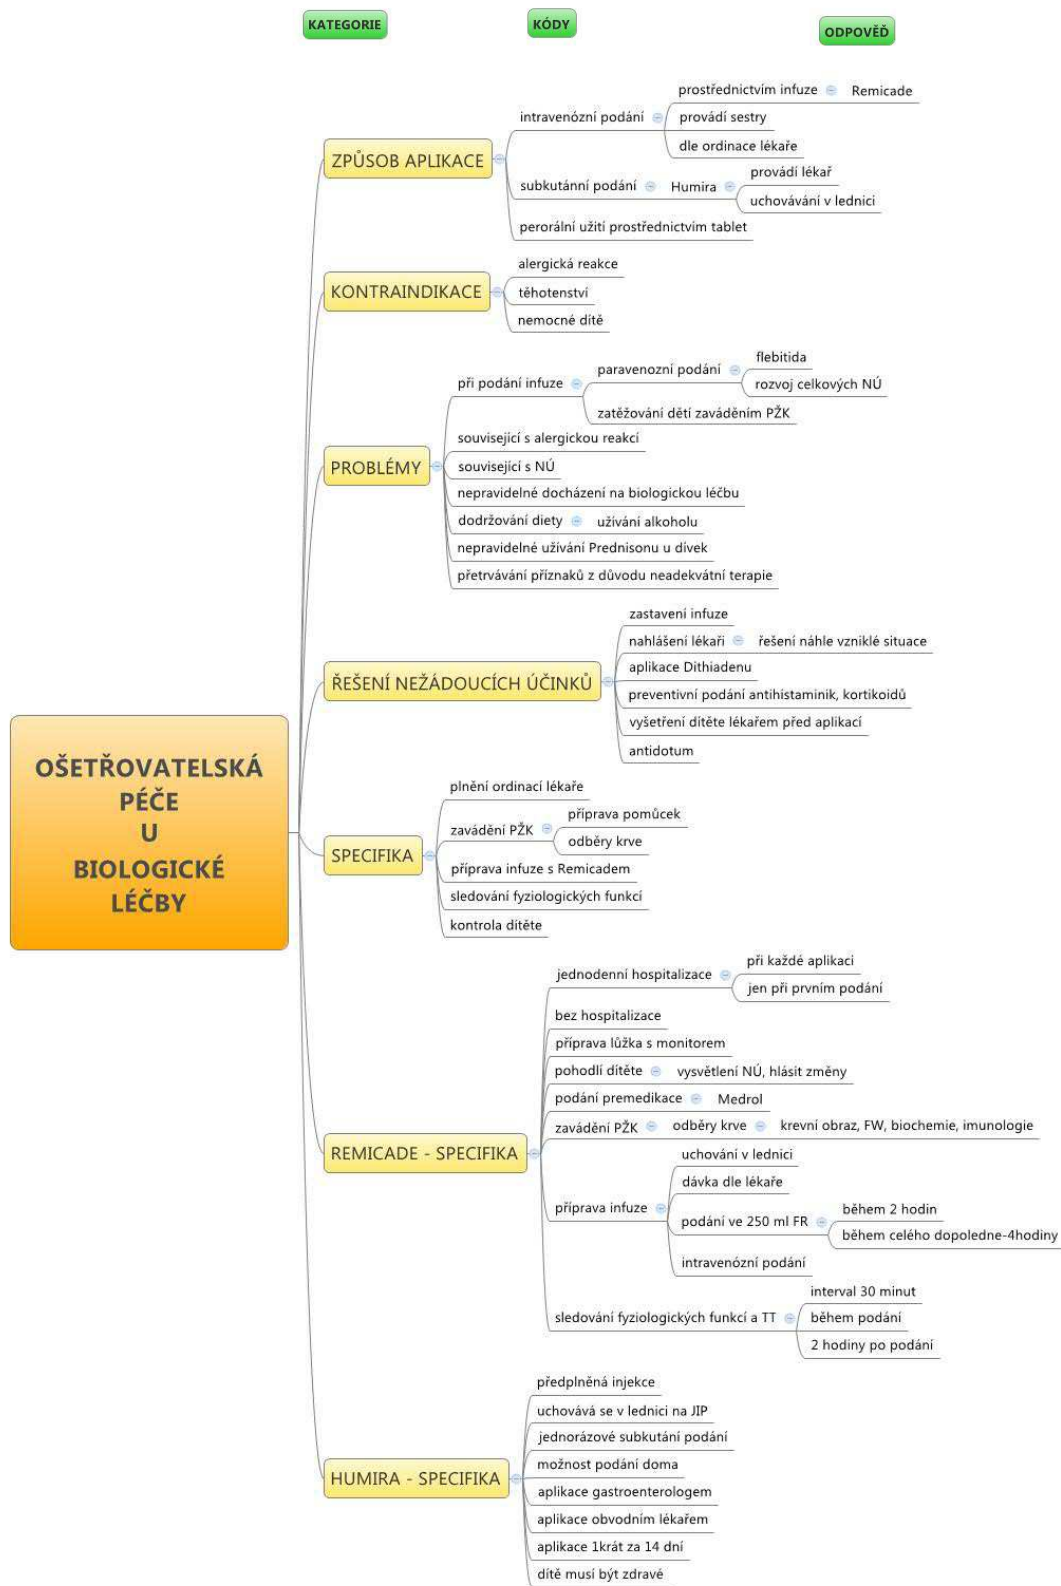 KATEGORIE
KÓDY
ODPOVĚĎ
OŠETŘOVATELSKÁ
PÉČE
U
BIOLOGICKÉ
LÉČBY
ZPŮSOB APLIKACE
intravenózní podání
prostřednictvím infuze
Remicade
provádí sestry
dle ordinace lékaře
subkutánní podání
Humira
provádí lékař
uchovávání v lednici
perorální užití prostřednictvím tablet
KONTRAINDIKACE
alergická reakce
těhotenství
nemocné dítě
PROBLÉMY
při podání infuze
paravenozní podání
flebitida
rozvoj celkových NÚ
zatěžování dětí zaváděním PŽK
související s alergickou reakcí
související s NÚ
nepravidelné docházení na biologickou léčbu
dodržování diety
užívání alkoholu
nepravidelné užívání Prednisonu u dívek
přetrvávání příznaků z důvodu neadekvátní terapie
ŘEŠENÍ NEŽÁDOUCÍCH ÚČINKŮ
zastavení infuze
nahlášení lékaři
řešení náhle vzniklé situace
aplikace Dithiadenu
preventivní podání antihistaminik, kortikoidů
vyšetření dítěte lékařem před aplikací
antidotum
SPECIFIKA
plnění ordinací lékaře
zavádění PŽK
příprava pomůcek
odběry krve
příprava infuze s Remicadem
sledování fyziologických funkcí
kontrola dítěte
REMICADE - SPECIFIKA
jednodenní hospitalizace
při každé aplikaci
jen při prvním podání
bez hospitalizace
příprava lůžka s monitorem
pohodlí dítěte
vysvětlení NÚ, hlásit změny
podání premedikace
Medrol
zavádění PŽK
odběry krve
krevní obraz, FW, biochemie, imunologie
příprava infuze
uchování v lednici
dávka dle lékaře
podání ve 250 ml FR
během 2 hodin
během celého dopoledne-4hodiny
intravenózní podání
sledování fyziologických funkcí a TT
interval 30 minut
během podání
2 hodiny po podání
HUMIRA - SPECIFIKA
předplněná injekce
uchovává se v lednici na JIP
jednorázové subkutání podání
možnost podání doma
aplikace gastroenterologem
aplikace obvodním lékařem
aplikace 1krát za 14 dní
dítě musí být zdravé